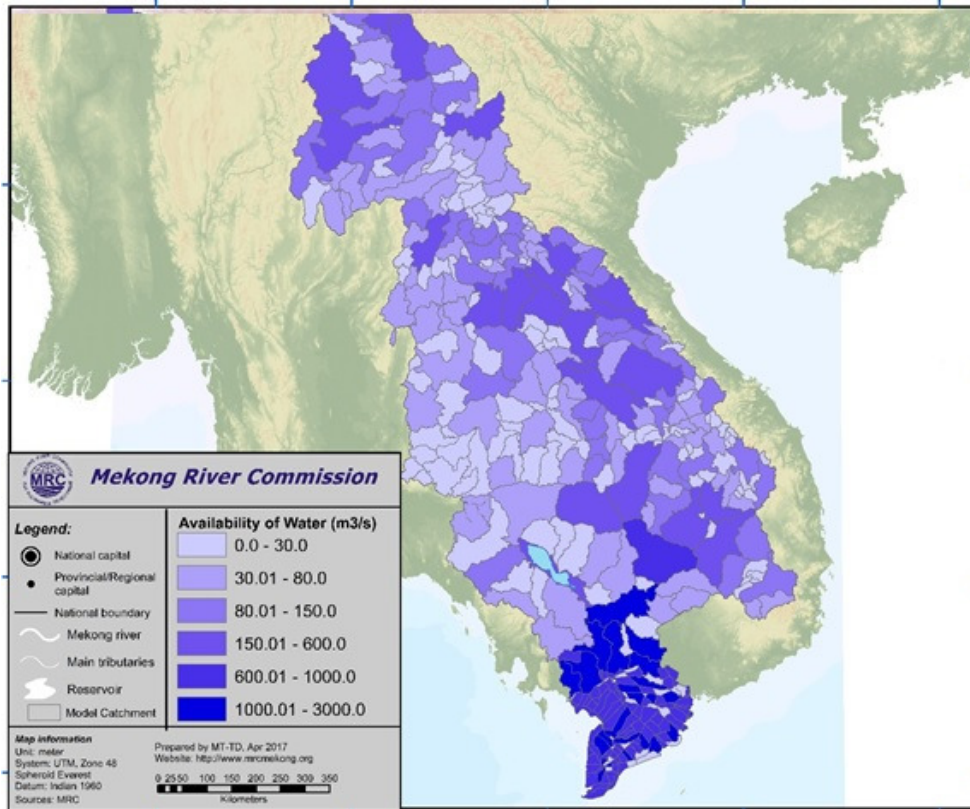 MRC
Mekong River Commission
Legend:
National capital
Provincial/Regional
capital
National boundary
Mekong river
Main tributaries
Reservoir
Model Catchment
Availability of Water (m3/s)
0.0 - 30.0
30.01 - 80.0
80.01 - 150.0
150.01 - 600.0
600.01 - 1000.0
1000.01 - 3000.0
Map information
Unit: meter
System: UTM, Zone 48
Spheroid Everest
Datum: Indian 1960
Sources: MRC
Prepared by MT-TD, Apr 2017
Website: http://www.mrcmekong.org
0 25 50 100 150 200 250 300 350
Kilometers